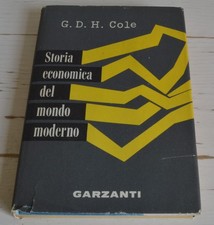 G. D. H. Cole
Storia
economica
del
mondo
moderno
GARZANTI